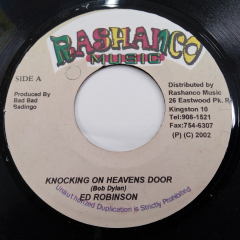 RASHANCO
MUSIC
SIDE A
Produced By
Bad Bad
Sadingo
Distributed by
Rashanco Music
26 Eastwood Pk. R
Kingston 10
Tel: 908-1521
Fax: 754-6307
(P) (C) 2002
KNOCKING ON HEAVENS DOOR
(Bob Dylan)
ED ROBINSON
Unauthorized Duplication is Strictly Prohibited